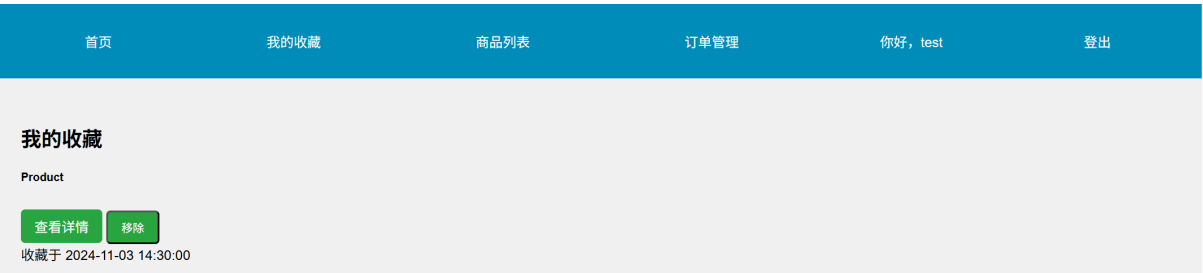 首页 我的收藏 商品列表 订单管理 你好，test 登出
我的收藏
Product
查看详情 移除
收藏于 2024-11-03 14:30:00